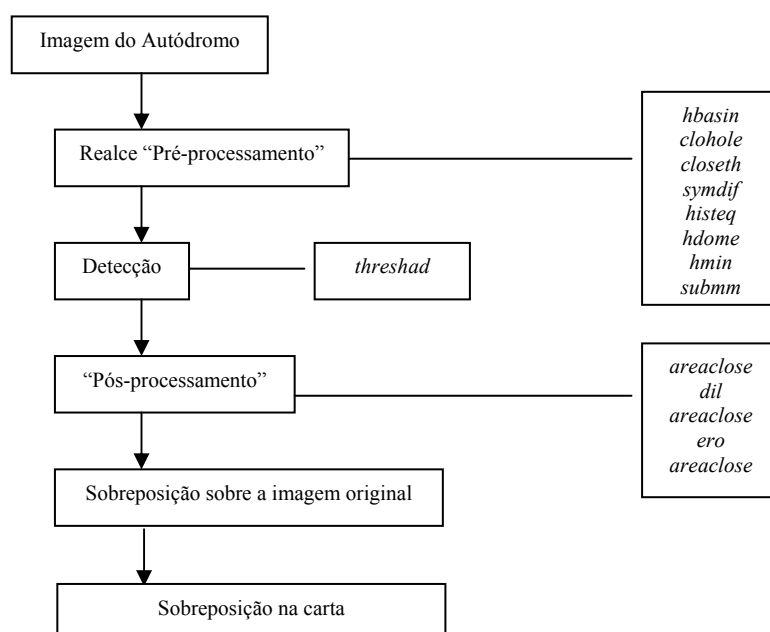 Imagem do Autódromo
Realce “Pré-processamento”
hbasin
clohole
closeth
symdif
histeq
hdome
hmin
submm
Detecção
threshad
“Pós-processamento”
areaclose
dil
areaclose
ero
areaclose
Sobreposição sobre a imagem original
Sobreposição na carta